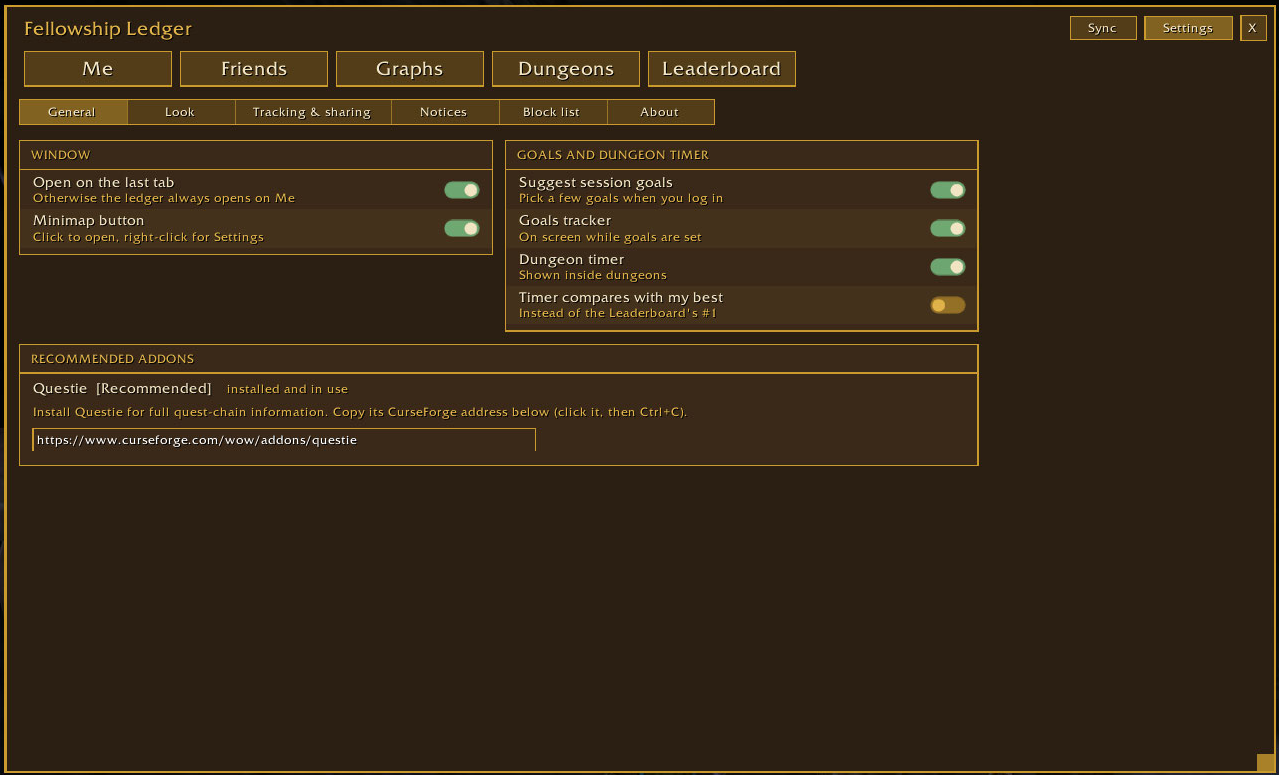 Fellowship Ledger
Sync Settings X
Me Friends Graphs Dungeons Leaderboard
General Look Tracking & sharing Notices Block list About
WINDOW
Open on the last tab
Otherwise the ledger always opens on Me
Minimap button
Click to open, right-click for Settings
GOALS AND DUNGEON TIMER
Suggest session goals
Pick a few goals when you log in
Goals tracker
On screen while goals are set
Dungeon timer
Shown inside dungeons
Timer compares with my best
Instead of the Leaderboard's #1
RECOMMENDED ADDONS
Questie [Recommended] installed and in use
Install Questie for full quest-chain information. Copy its CurseForge address below (click it, then Ctrl+C).
https://www.curseforge.com/wow/addons/questie